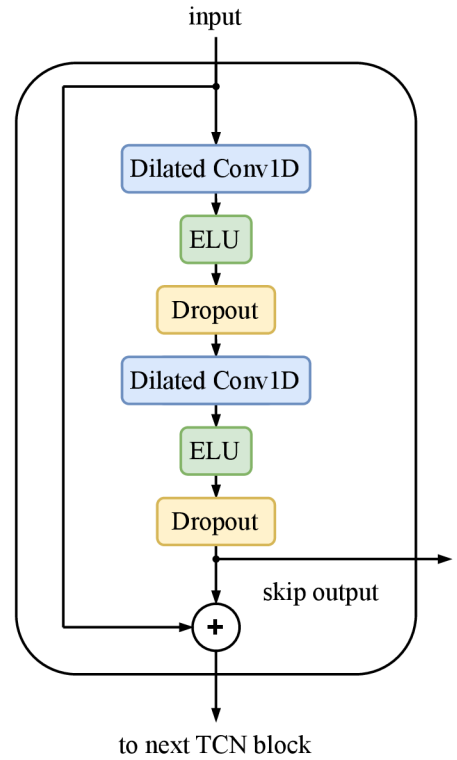 input
Dilated Conv1D
ELU
Dropout
Dilated Conv1D
ELU
Dropout
skip output
+
to next TCN block